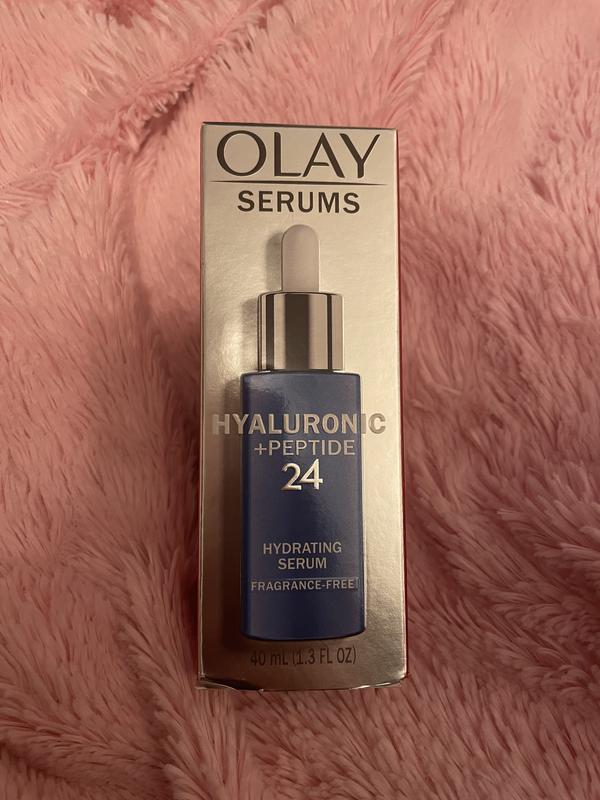 OLAY
SERUMS
HYALURONIC
+PEPTIDE
24
HYDRATING
SERUM
FRAGRANCE-FREE†
40 mL (1.3 FL OZ)